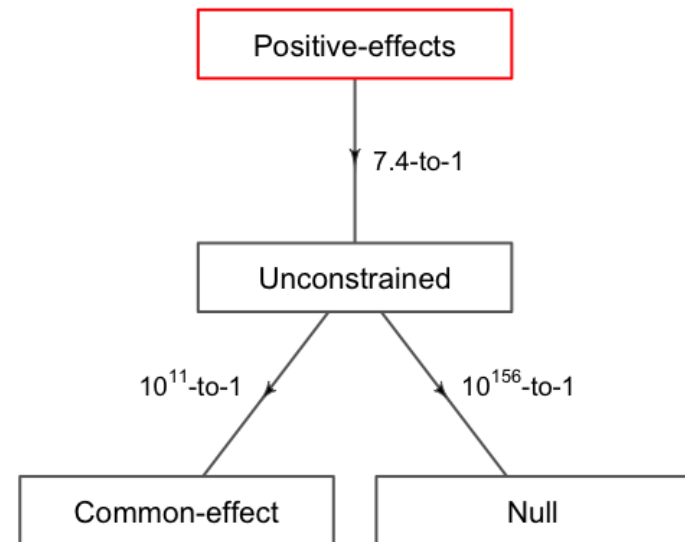 Positive-effects
7.4-to-1
Unconstrained
10¹¹-to-1
10¹⁵⁶-to-1
Common-effect
Null